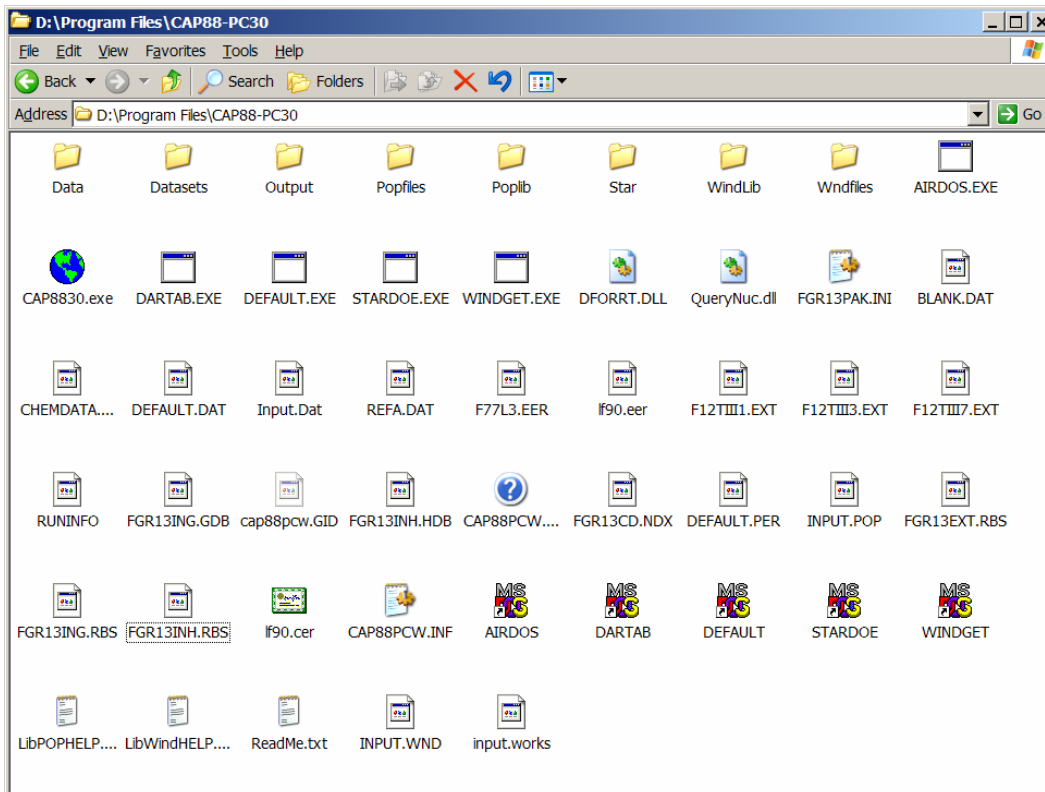 D:\Program Files\CAP88-PC30
File Edit View Favorites Tools Help
Back Search Folders
Address D:\Program Files\CAP88-PC30 Go
Data Datasets Output Popfiles Poplib Star WindLib Wndfiles AIRDOS.EXE
CAP8830.exe DARTAB.EXE DEFAULT.EXE STARDOE.EXE WINDGET.EXE DFORRT.DLL QueryNuc.dll FGR13PAK.INI BLANK.DAT
CHEMDATA.... DEFAULT.DAT Input.Dat REFA.DAT F77L3.EER lf90.eer F12TIII1.EXT F12TIII3.EXT F12TIII7.EXT
RUNINFO FGR13ING.GDB cap88pcw.GID FGR13INH.HDB CAP88PCW.... FGR13CD.NDX DEFAULT.PER INPUT.POP FGR13EXT.RBS
FGR13ING.RBS FGR13INH.RBS lf90.cer CAP88PCW.INF AIRDOS DARTAB DEFAULT STARDOE WINDGET
LibPOPHELP.... LibWindHELP.... ReadMe.txt INPUT.WND input.works